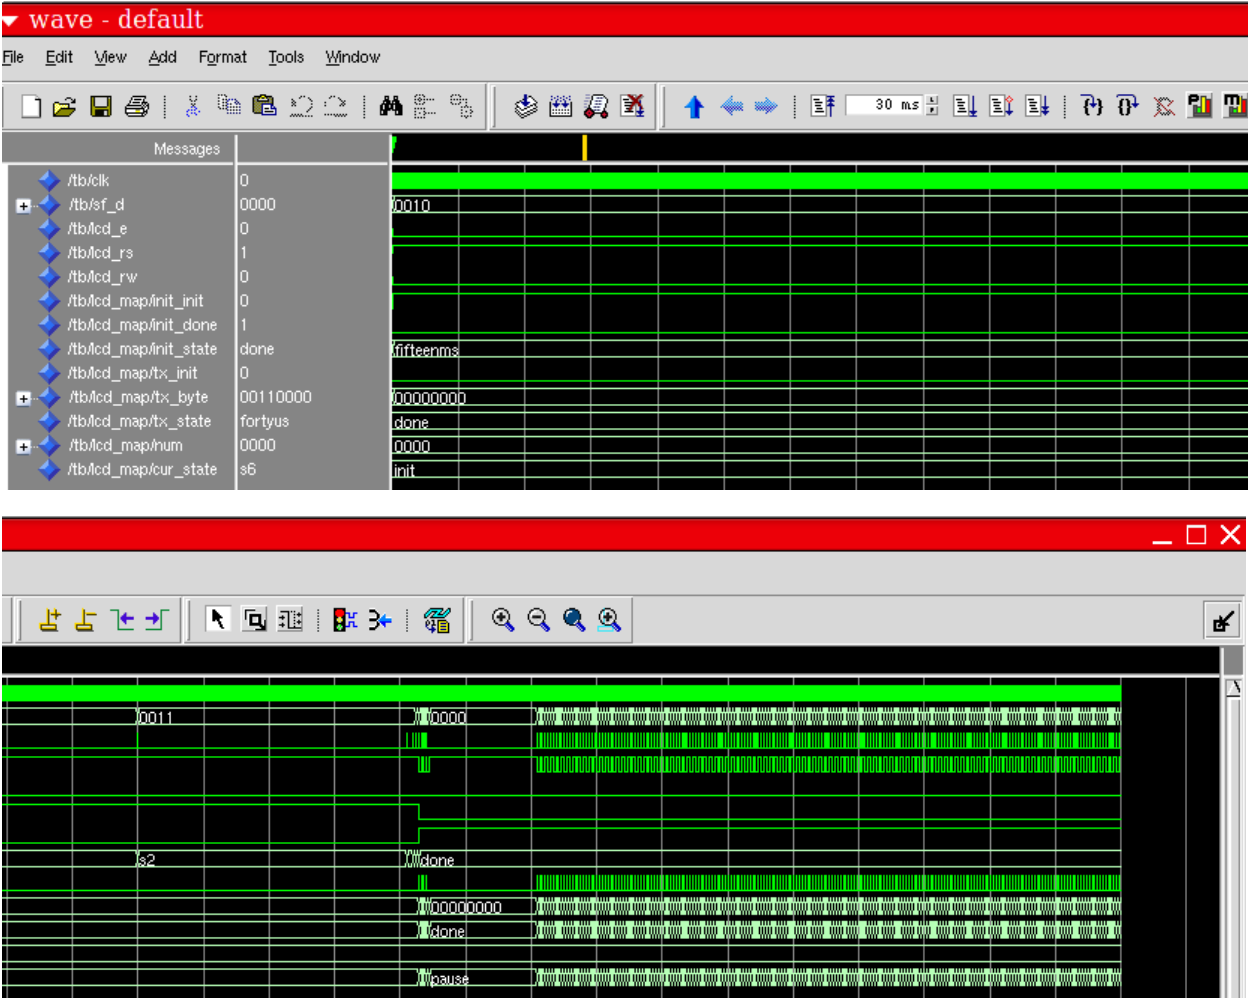 wave - default
File Edit View Add Format Tools Window
30 ms
Messages
/tb/clk 0
/tb/sf_d 0000 0010
/tb/lcd_e 0
/tb/lcd_rs 1
/tb/lcd_rw 0
/tb/lcd_map/init_init 0
/tb/lcd_map/init_done 1
/tb/lcd_map/init_state done fifteenms
/tb/lcd_map/tx_init 0
/tb/lcd_map/tx_byte 00110000 00000000
/tb/lcd_map/tx_state fortyus done
/tb/lcd_map/num 0000 0000
/tb/lcd_map/cur_state s6 init
0011 0000
s2 done
00000000
done
pause